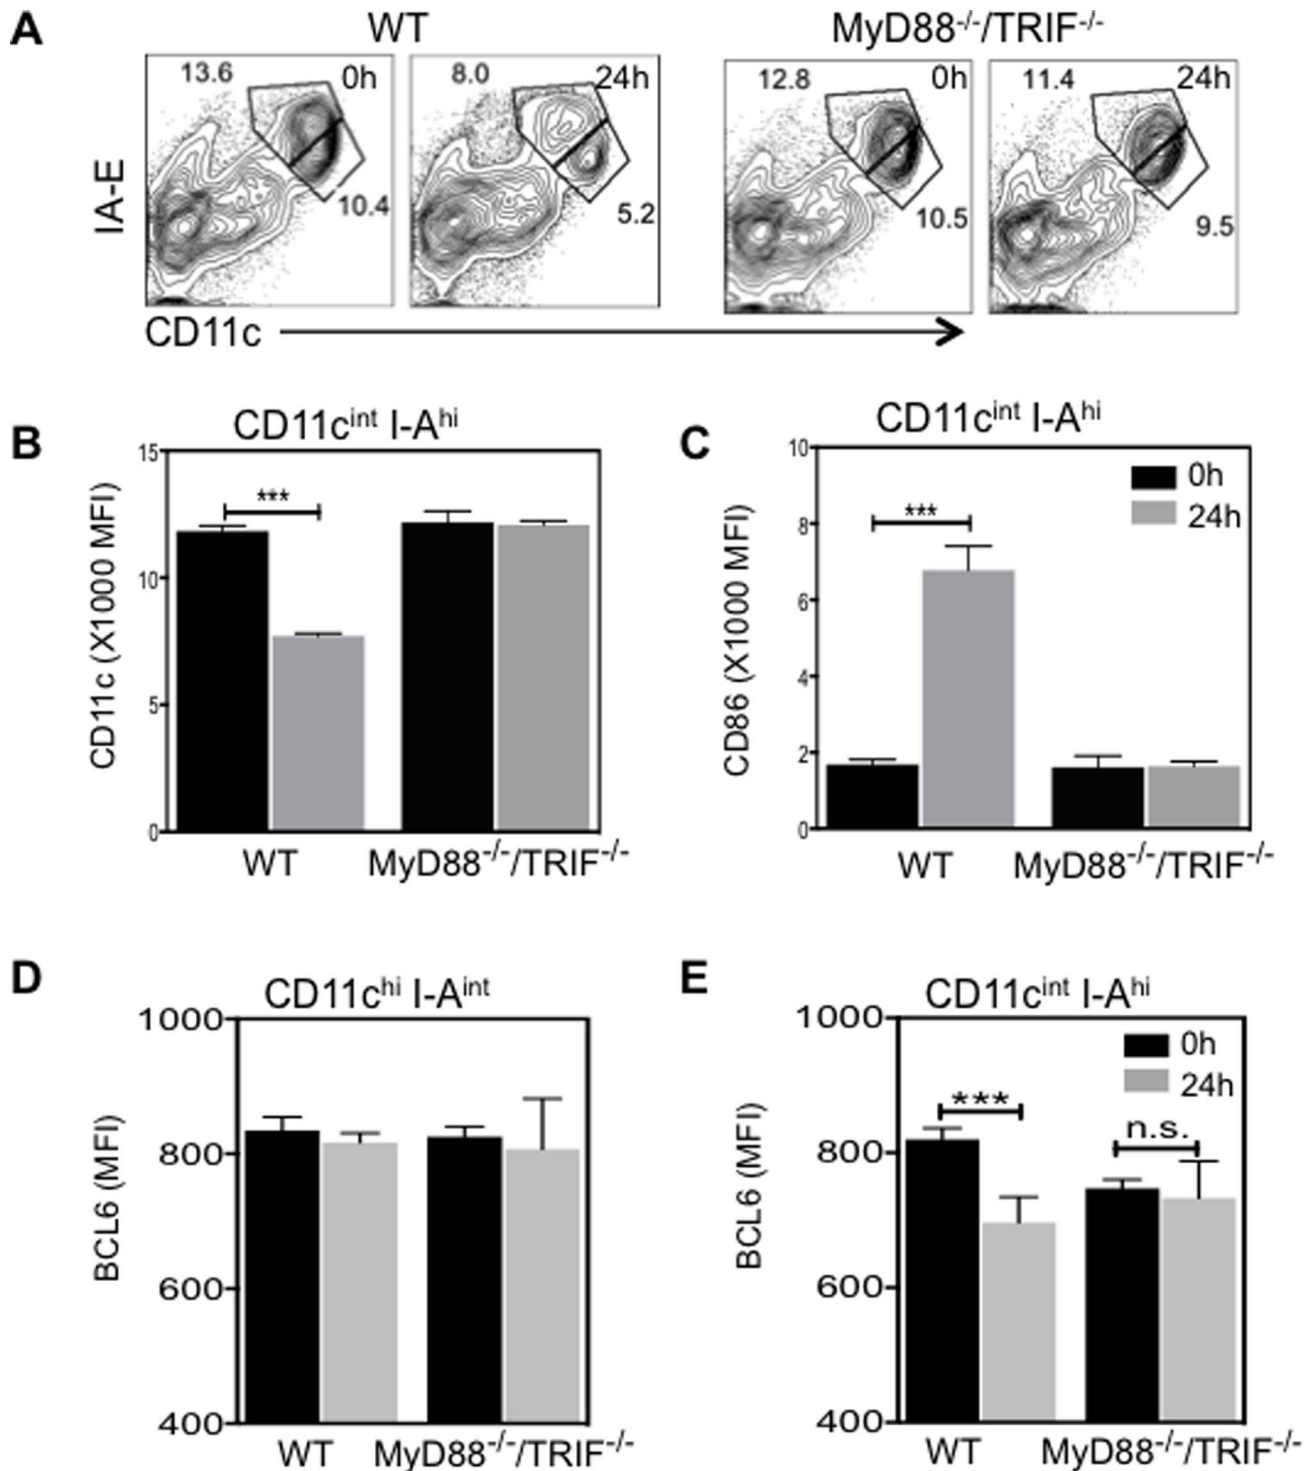 A
WT
MyD88-/-/TRIF-/-
13.6
0h
10.4
8.0
24h
5.2
12.8
0h
10.5
11.4
24h
9.5
IA-E
CD11c
B
CD11cint I-Ahi
CD11c (X1000 MFI)
15
10
5
0
***
WT
MyD88-/-/TRIF-/-
C
CD11cint I-Ahi
CD86 (X1000 MFI)
10
8
6
4
2
0
***
0h
24h
WT
MyD88-/-/TRIF-/-
D
CD11chi I-Aint
BCL6 (MFI)
1000
800
600
400
WT
MyD88-/-/TRIF-/-
E
CD11cint I-Ahi
BCL6 (MFI)
1000
800
600
400
***
n.s.
0h
24h
WT
MyD88-/-/TRIF-/-